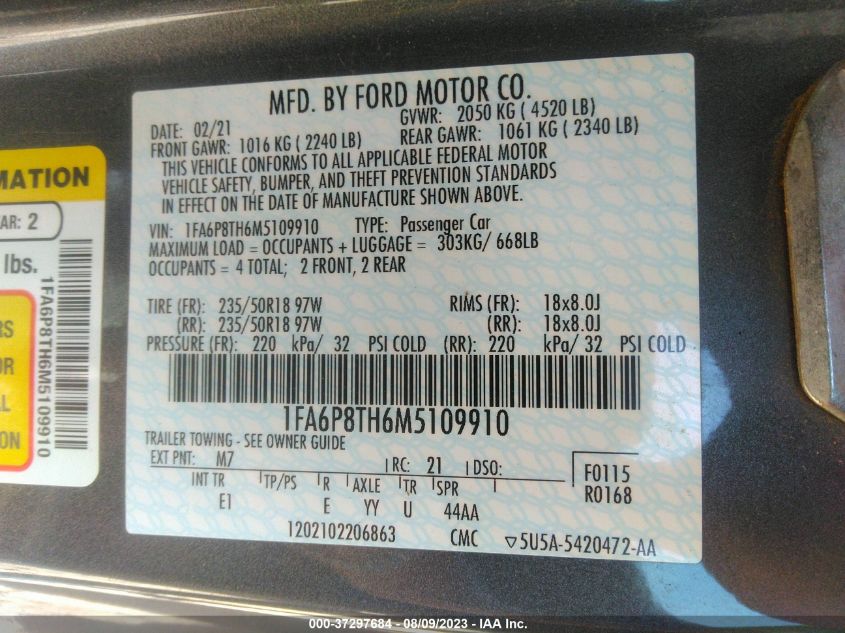 MFD. BY FORD MOTOR CO.
DATE: 02/21 GVWR: 2050 KG ( 4520 LB)
FRONT GAWR: 1016 KG ( 2240 LB) REAR GAWR: 1061 KG ( 2340 LB)
THIS VEHICLE CONFORMS TO ALL APPLICABLE FEDERAL MOTOR
VEHICLE SAFETY, BUMPER, AND THEFT PREVENTION STANDARDS
IN EFFECT ON THE DATE OF MANUFACTURE SHOWN ABOVE.
VIN: 1FA6P8TH6M5109910 TYPE: Passenger Car
MAXIMUM LOAD = OCCUPANTS + LUGGAGE = 303KG/ 668LB
OCCUPANTS = 4 TOTAL; 2 FRONT, 2 REAR
TIRE (FR): 235/50R18 97W RIMS (FR): 18x8.0J
(RR): 235/50R18 97W (RR): 18x8.0J
PRESSURE (FR): 220 kPa/ 32 PSI COLD (RR): 220 kPa/ 32 PSI COLD
1FA6P8TH6M5109910
TRAILER TOWING - SEE OWNER GUIDE
EXT PNT: M7 RC: 21 DSO: F0115
INT TR TP/PS R AXLE TR SPR R0168
E1 E YY U 44AA
1202102206863 CMC ▽5U5A-5420472-AA
MATION
AR: 2
lbs.
RS
OR
AL
ON
1FA6P8TH6M5109910
000-37297684 - 08/09/2023 - IAA Inc.